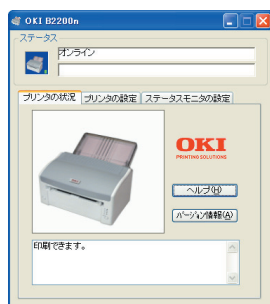 OKI B2200n
ステータス
オンライン
プリンタの状況 プリンタの設定 ステータスモニタの設定
OKI
PRINTING SOLUTIONS
ヘルプ(H)
バージョン情報(A)
印刷できます。